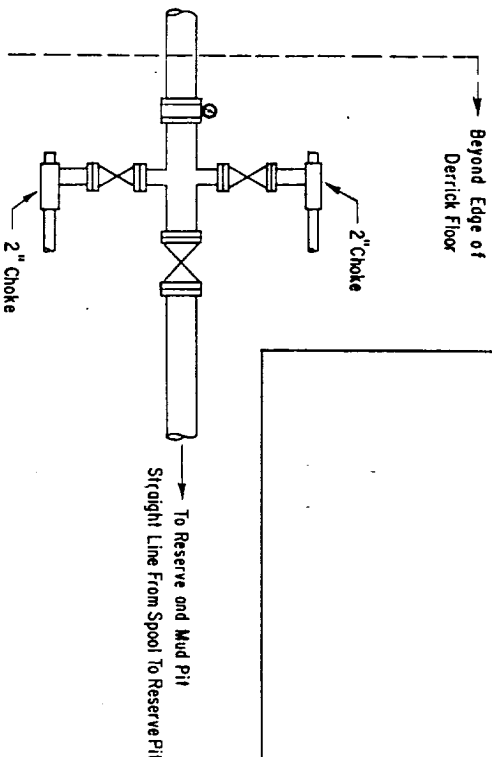 Beyond Edge of
Derrick Floor
2" Choke
2" Choke
To Reserve and Mud Pit
Straight Line From Spool To Reserve Pit